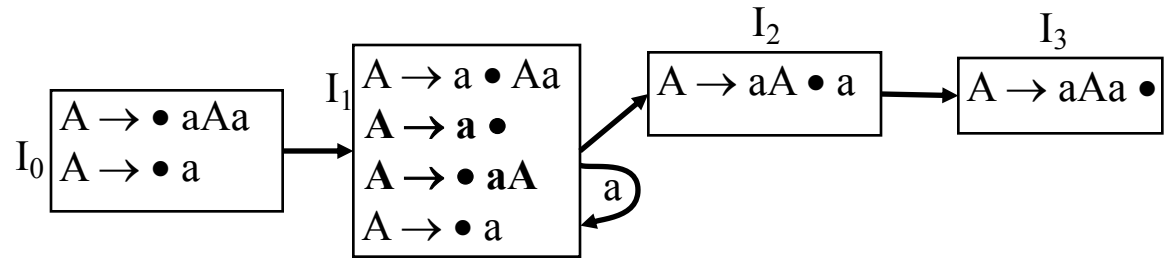 I₀
A → • aAa
A → • a
I₁
A → a • Aa
A → a •
A → • aA
A → • a
a
I₂
A → aA • a
I₃
A → aAa •